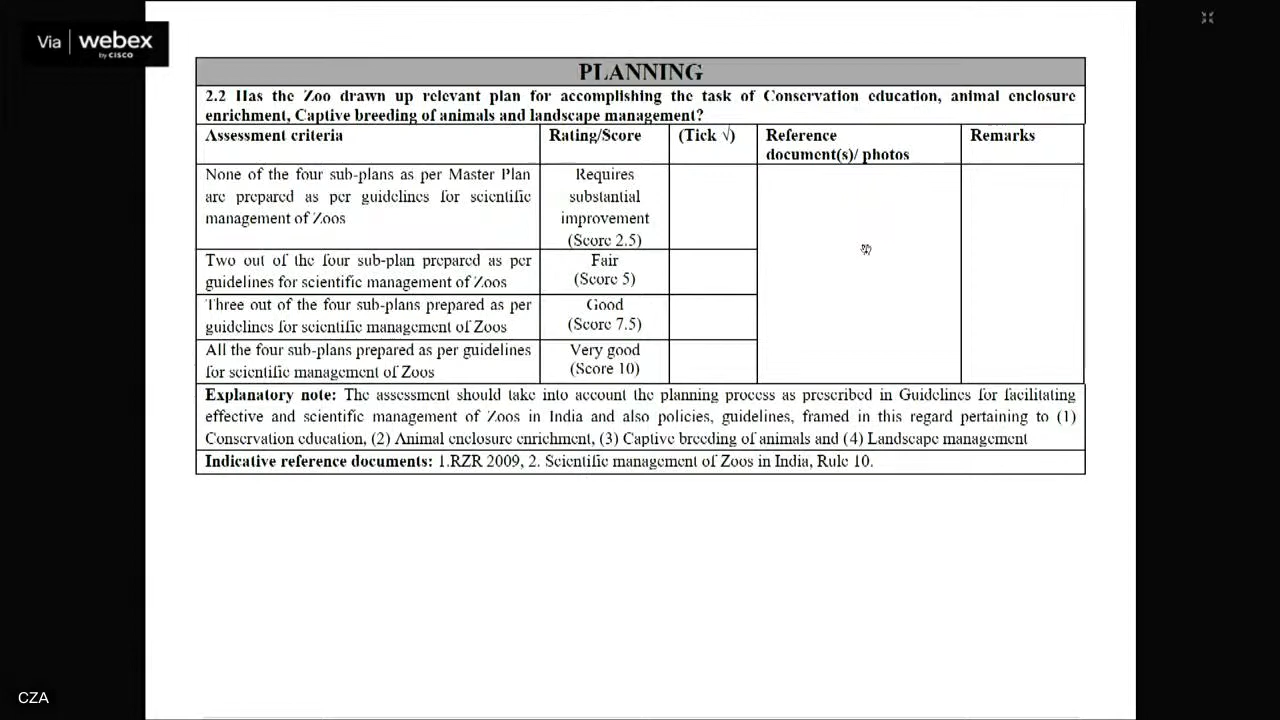 Via webex
by CISCO
PLANNING
2.2 Has the Zoo drawn up relevant plan for accomplishing the task of Conservation education, animal enclosure
enrichment, Captive breeding of animals and landscape management?
Assessment criteria Rating/Score (Tick √) Reference Remarks
document(s)/ photos
None of the four sub-plans as per Master Plan Requires
are prepared as per guidelines for scientific substantial
management of Zoos improvement
(Score 2.5)
Two out of the four sub-plan prepared as per Fair
guidelines for scientific management of Zoos (Score 5)
Three out of the four sub-plans prepared as per Good
guidelines for scientific management of Zoos (Score 7.5)
All the four sub-plans prepared as per guidelines Very good
for scientific management of Zoos (Score 10)
Explanatory note: The assessment should take into account the planning process as prescribed in Guidelines for facilitating
effective and scientific management of Zoos in India and also policies, guidelines, framed in this regard pertaining to (1)
Conservation education, (2) Animal enclosure enrichment, (3) Captive breeding of animals and (4) Landscape management
Indicative reference documents: 1.RZR 2009, 2. Scientific management of Zoos in India, Rule 10.
CZA